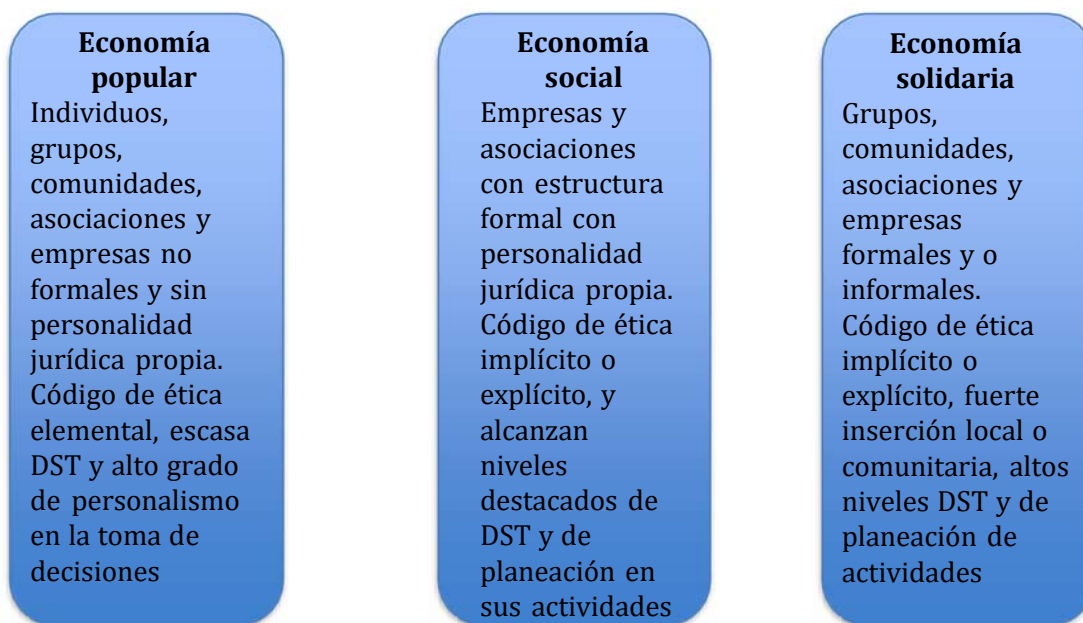 Economía
popular
Individuos,
grupos,
comunidades,
asociaciones y
empresas no
formales y sin
personalidad
jurídica propia.
Código de ética
elemental, escasa
DST y alto grado
de personalismo
en la toma de
decisiones
Economía
social
Empresas y
asociaciones
con estructura
formal con
personalidad
jurídica propia.
Código de ética
implícito o
explícito, y
alcanzan
niveles
destacados de
DST y de
planeación en
sus actividades
Economía
solidaria
Grupos,
comunidades,
asociaciones y
empresas
formales y o
informales.
Código de ética
implícito o
explícito, fuerte
inserción local o
comunitaria, altos
niveles DST y de
planeación de
actividades